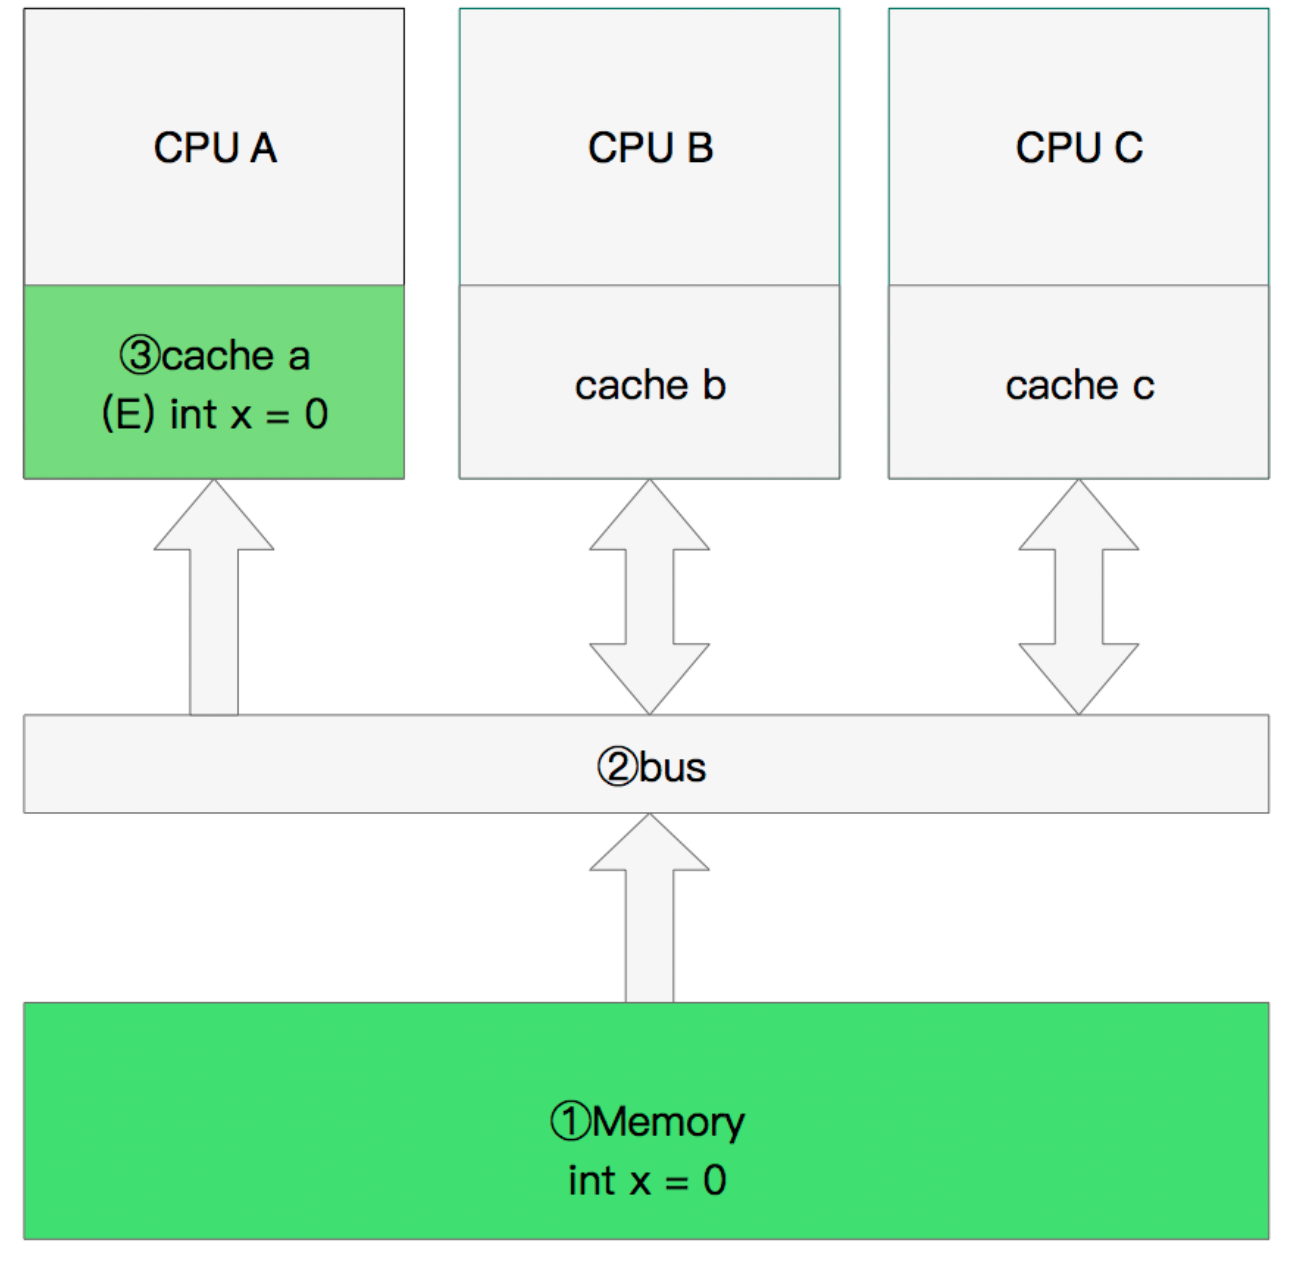 CPU A
CPU B
CPU C
③cache a
(E) int x = 0
cache b
cache c
②bus
①Memory
int x = 0